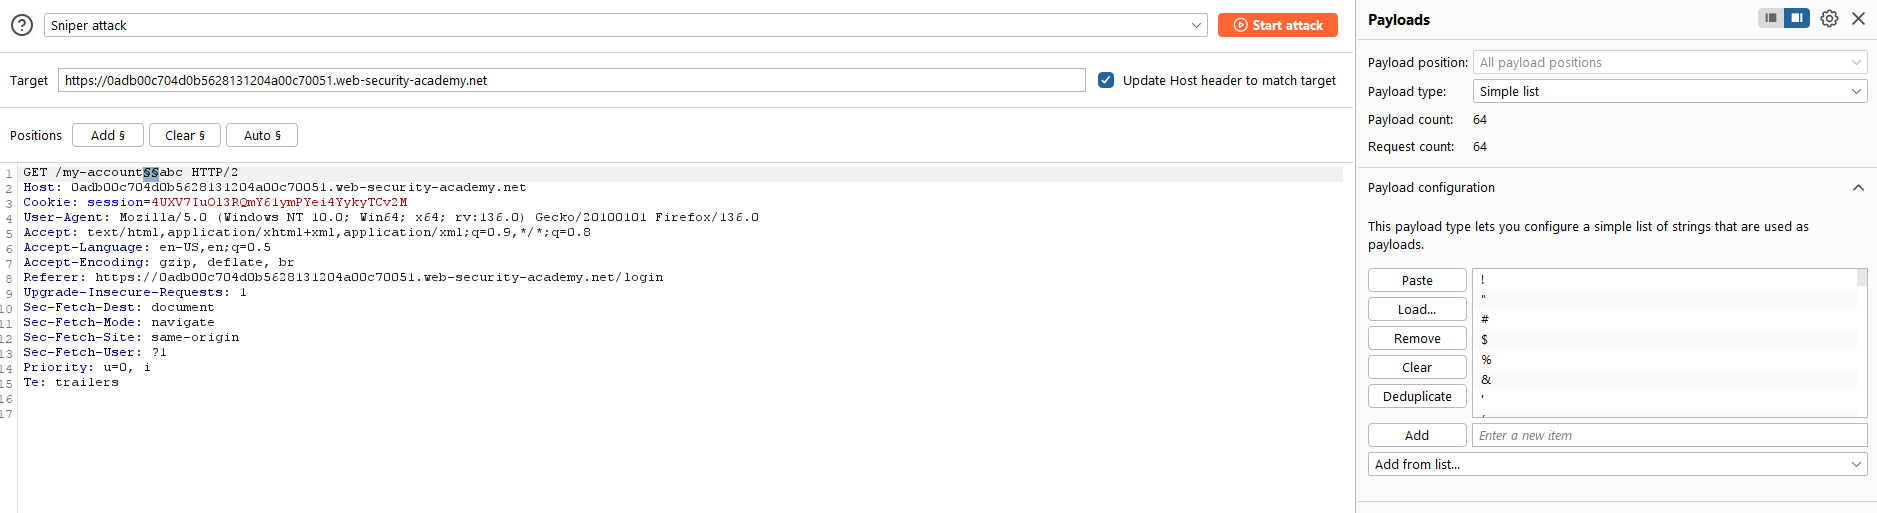 Sniper attack
Start attack
Target
https://0adb00c704d0b5628131204a00c70051.web-security-academy.net
Update Host header to match target
Positions
Add §
Clear §
Auto §
1 GET /my-account§§abc HTTP/2
2 Host: 0adb00c704d0b5628131204a00c70051.web-security-academy.net
3 Cookie: session=4UXV7IuOl3RQmY61ymPYei4YykyTCv2M
4 User-Agent: Mozilla/5.0 (Windows NT 10.0; Win64; x64; rv:136.0) Gecko/20100101 Firefox/136.0
5 Accept: text/html,application/xhtml+xml,application/xml;q=0.9,*/*;q=0.8
6 Accept-Language: en-US,en;q=0.5
7 Accept-Encoding: gzip, deflate, br
8 Referer: https://0adb00c704d0b5628131204a00c70051.web-security-academy.net/login
9 Upgrade-Insecure-Requests: 1
10 Sec-Fetch-Dest: document
11 Sec-Fetch-Mode: navigate
12 Sec-Fetch-Site: same-origin
13 Sec-Fetch-User: ?1
14 Priority: u=0, i
15 Te: trailers
16
17
Payloads
Payload position: All payload positions
Payload type: Simple list
Payload count: 64
Request count: 64
Payload configuration
This payload type lets you configure a simple list of strings that are used as
payloads.
Paste
Load...
Remove
Clear
Deduplicate
!
"
#
$
%
&
'
Add
Enter a new item
Add from list...